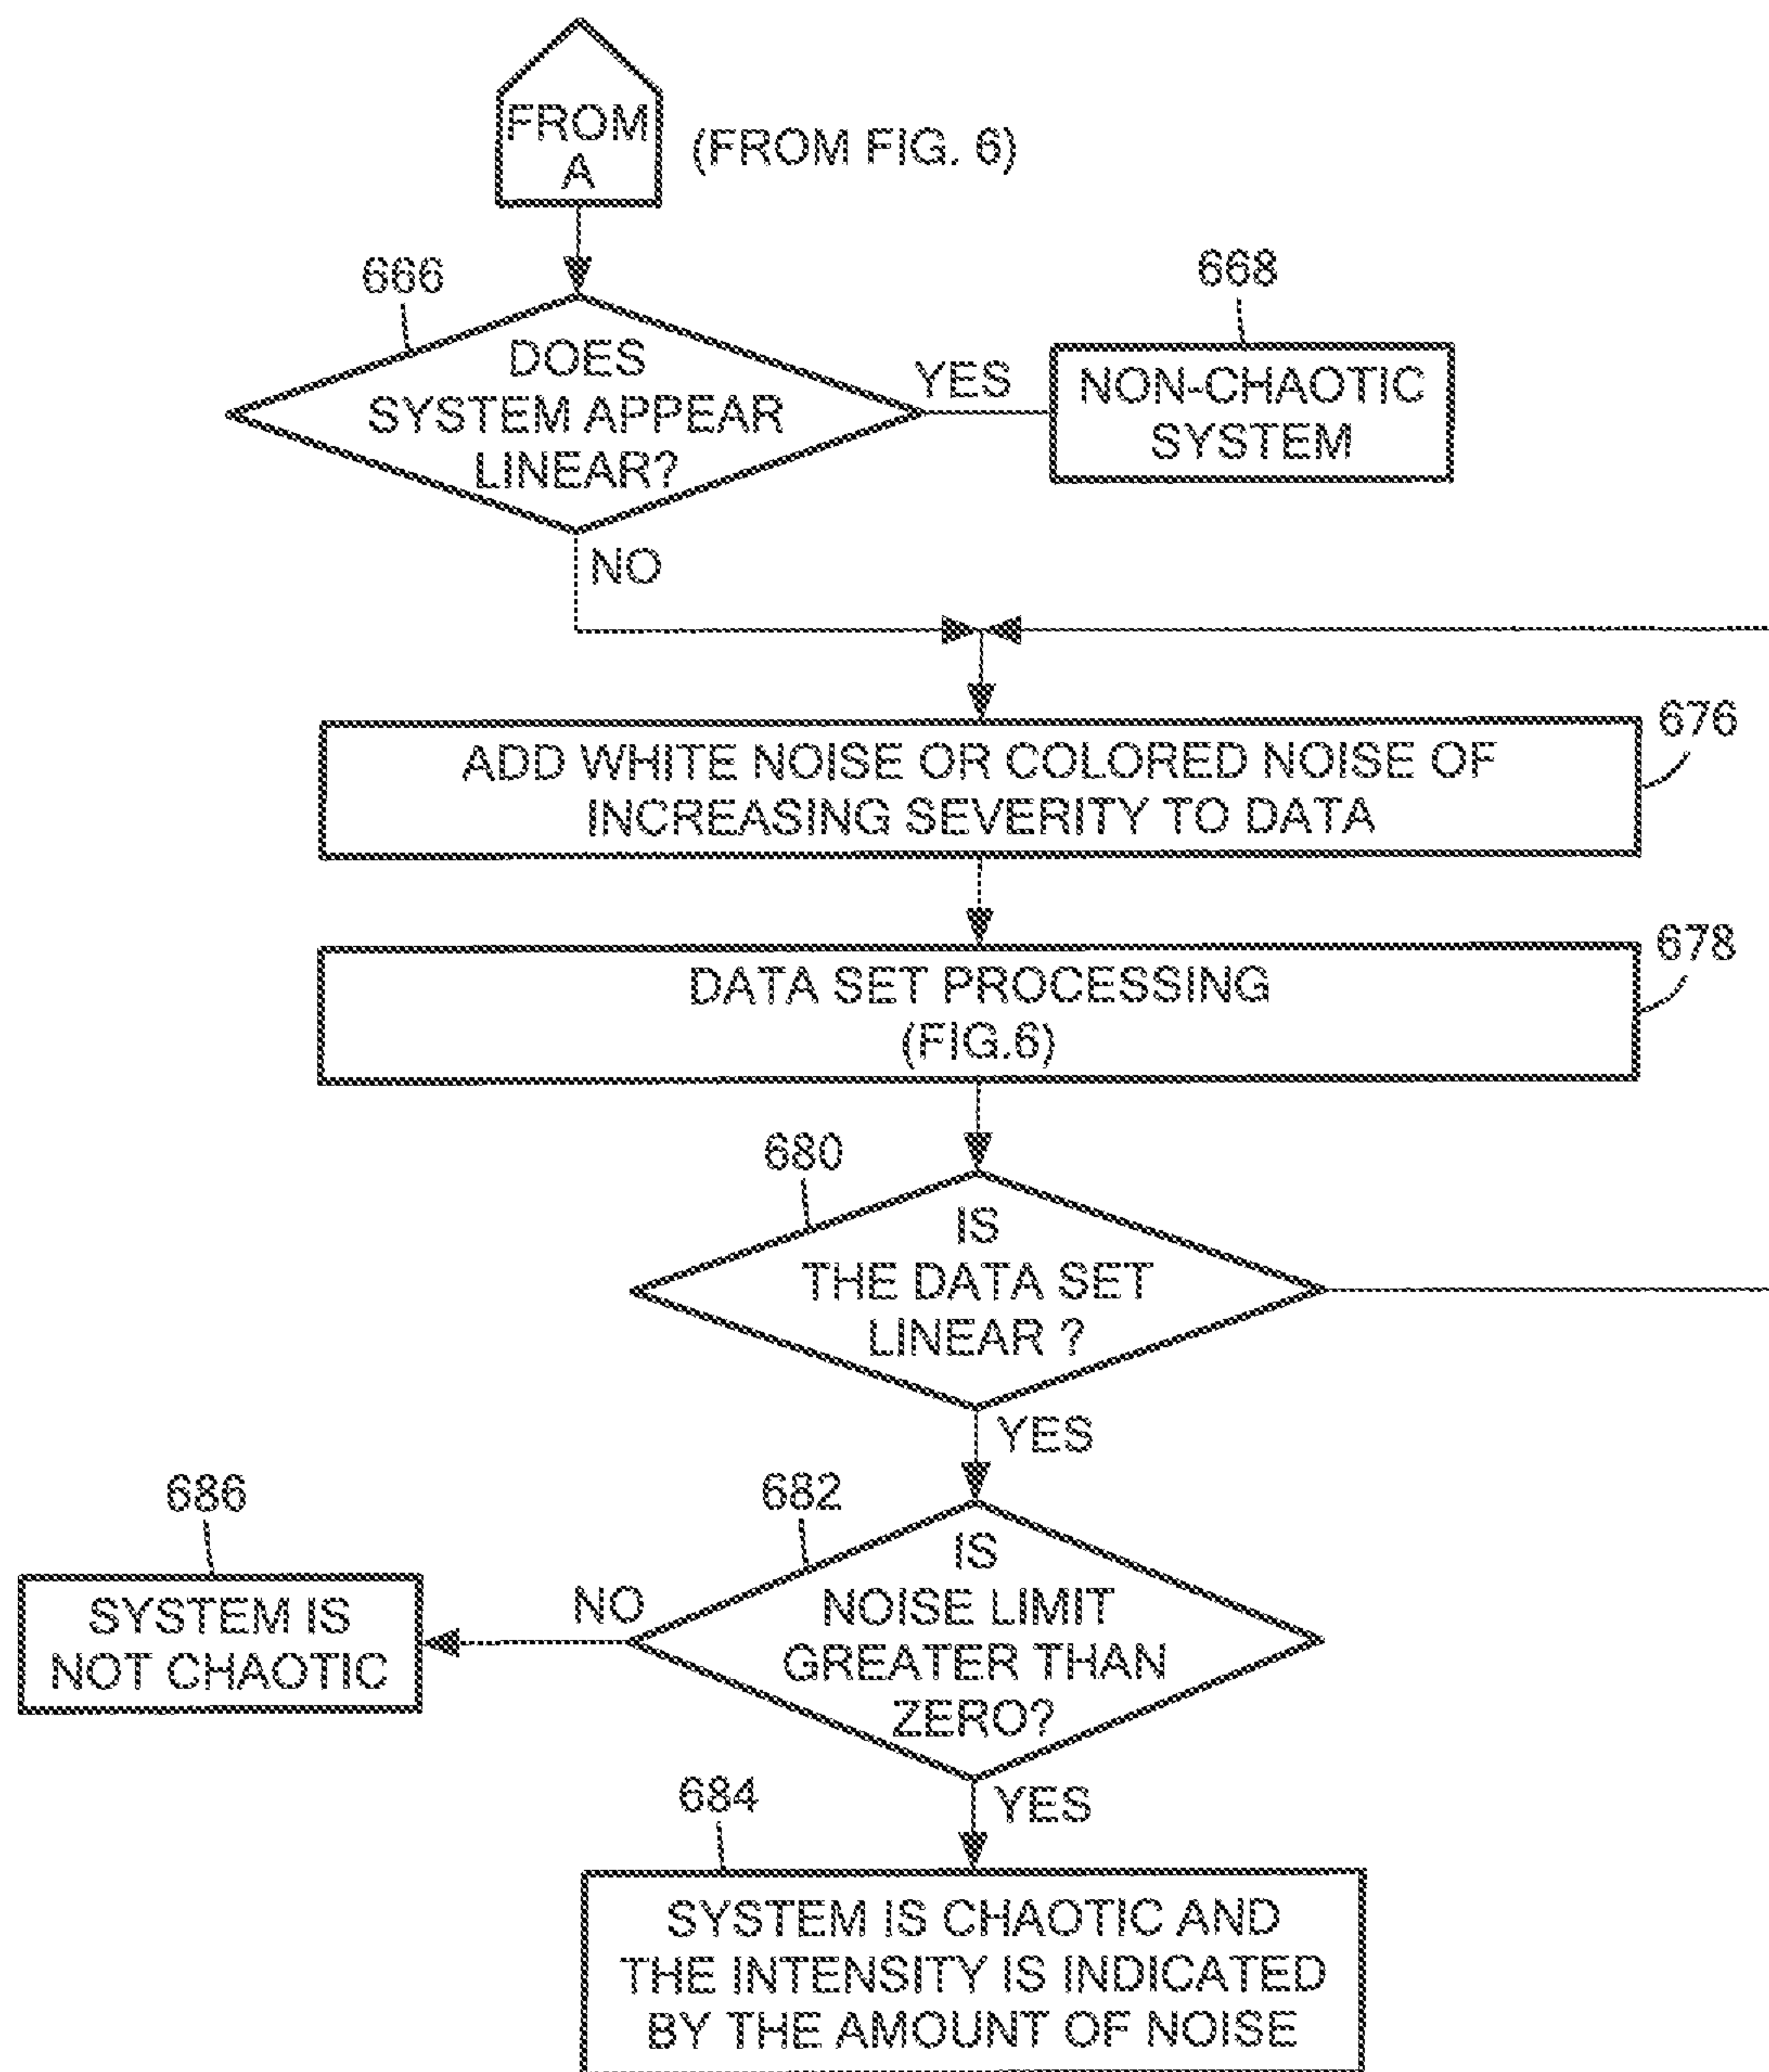 FROM
A
(FROM FIG. 6)
666
668
DOES
SYSTEM APPEAR
LINEAR?
YES
NON-CHAOTIC
SYSTEM
NO
676
ADD WHITE NOISE OR COLORED NOISE OF
INCREASING SEVERITY TO DATA
678
DATA SET PROCESSING
(FIG.6)
680
IS
THE DATA SET
LINEAR ?
YES
686
682
IS
NOISE LIMIT
GREATER THAN
ZERO?
NO
SYSTEM IS
NOT CHAOTIC
YES
684
SYSTEM IS CHAOTIC AND
THE INTENSITY IS INDICATED
BY THE AMOUNT OF NOISE